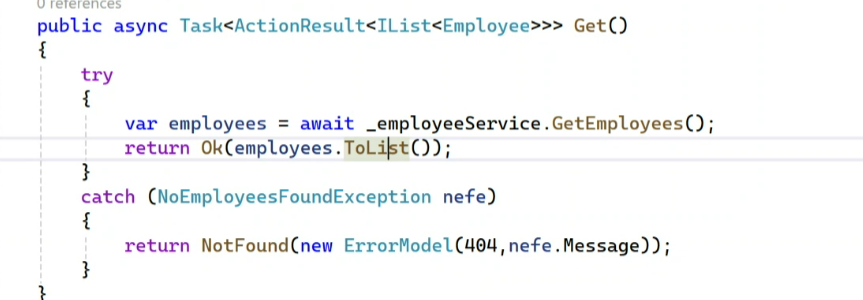 0 references
public async Task<ActionResult<IList<Employee>>> Get()
{
try
{
var employees = await _employeeService.GetEmployees();
return Ok(employees.ToList());
}
catch (NoEmployeesFoundException nefe)
{
return NotFound(new ErrorModel(404,nefe.Message));
}
}